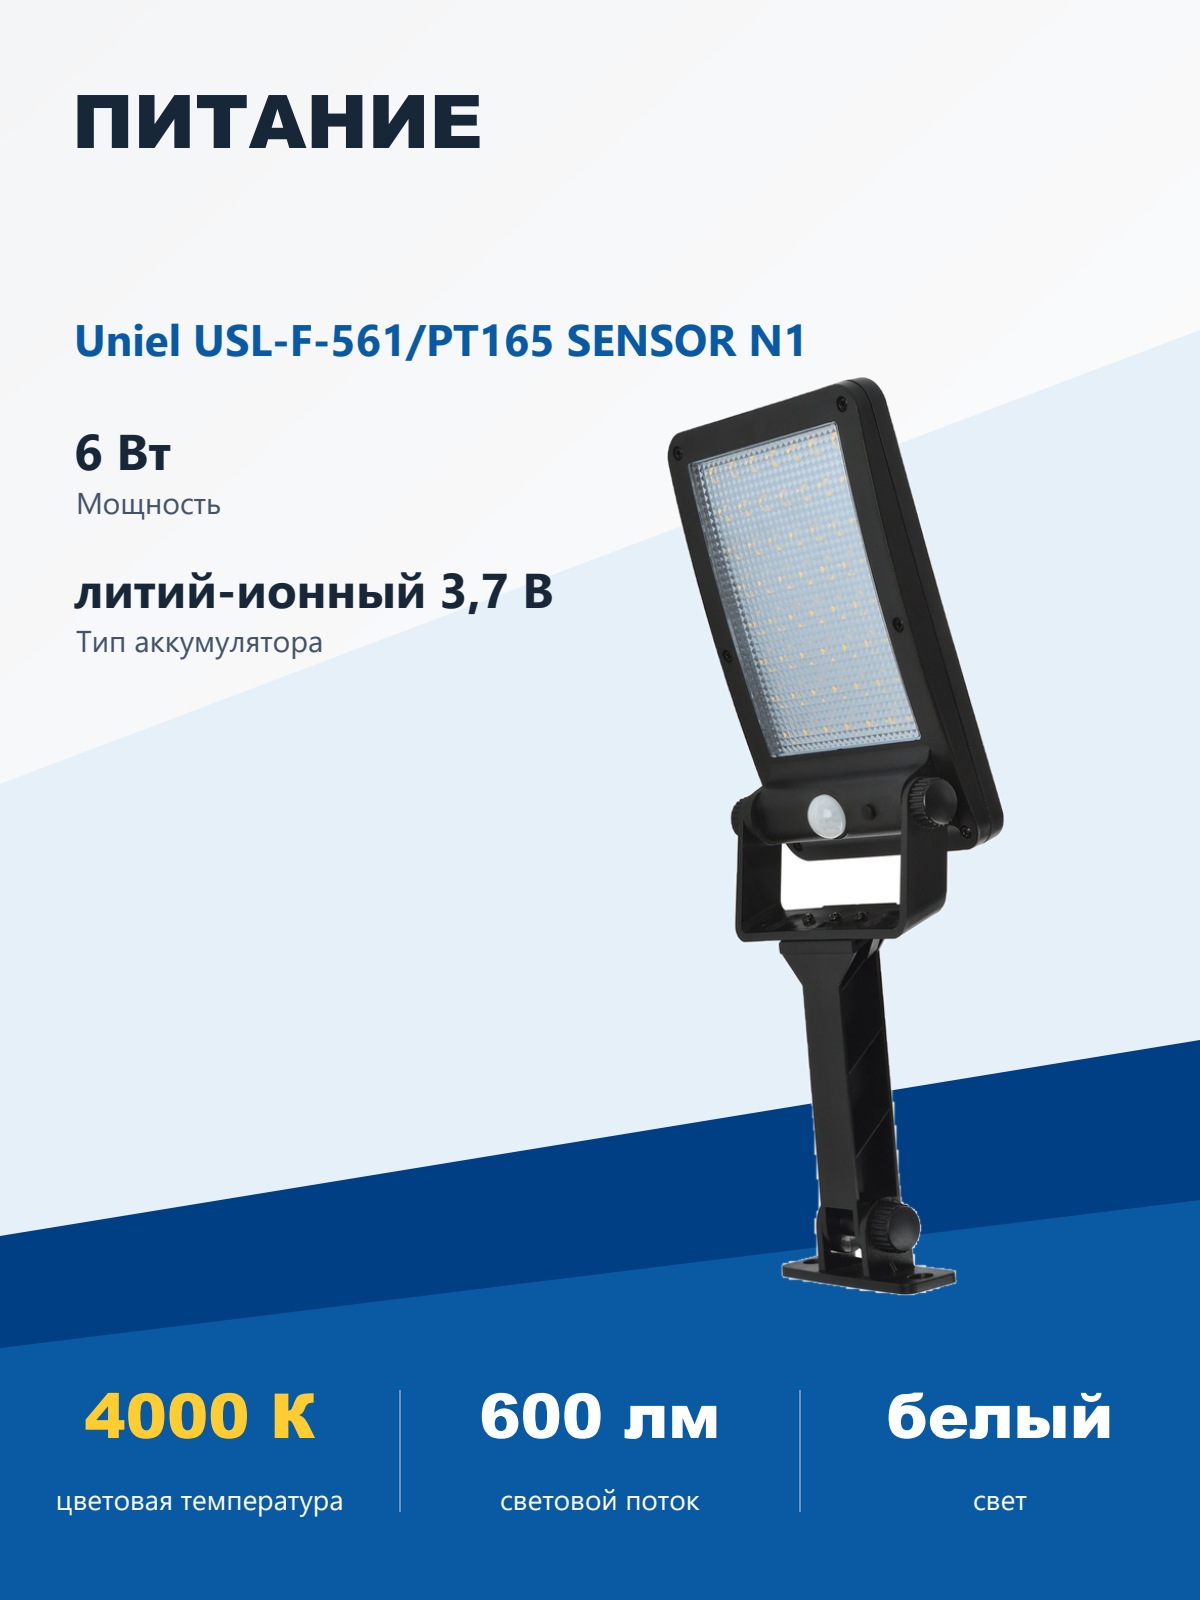 ПИТАНИЕ
Uniel USL-F-561/PT165 SENSOR N1
6 Вт
Мощность
литий-ионный 3,7 В
Тип аккумулятора
4000 К
цветовая температура
600 лм
световой поток
белый
свет